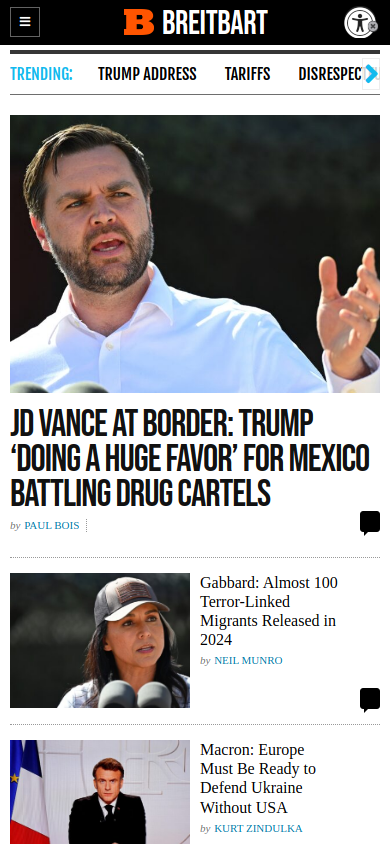 B BREITBART
TRENDING:
TRUMP ADDRESS
TARIFFS
DISRESPEC
JD VANCE AT BORDER: TRUMP
‘DOING A HUGE FAVOR’ FOR MEXICO
BATTLING DRUG CARTELS
by PAUL BOIS
Gabbard: Almost 100
Terror-Linked
Migrants Released in
2024
by NEIL MUNRO
Macron: Europe
Must Be Ready to
Defend Ukraine
Without USA
by KURT ZINDULKA